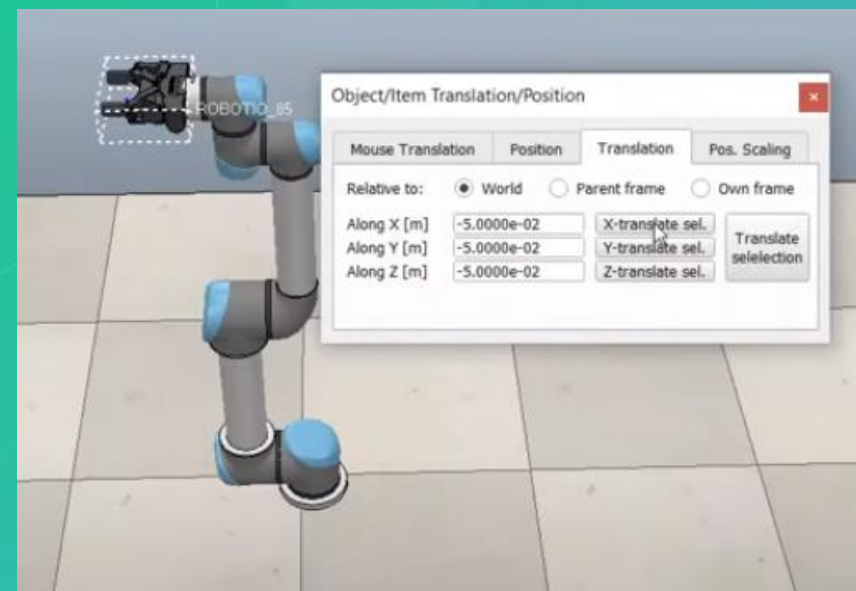 ROBOTIQ_85
Object/Item Translation/Position
Mouse Translation Position Translation Pos. Scaling
Relative to: World Parent frame Own frame
Along X [m] -5.0000e-02 X-translate sel.
Along Y [m] -5.0000e-02 Y-translate sel.
Along Z [m] -5.0000e-02 Z-translate sel.
Translate
selelection